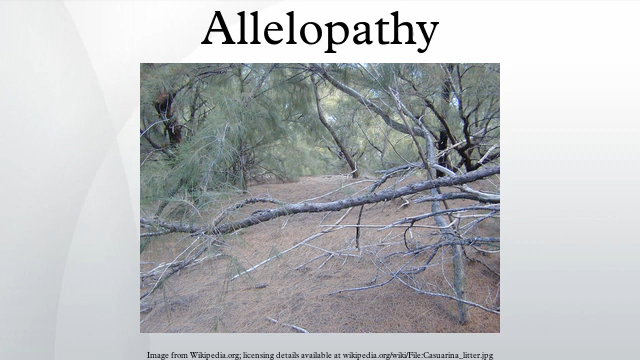 Allelopathy
Image from Wikipedia.org; licensing details available at wikipedia.org/wiki/File:Casuarina_litter.jpg